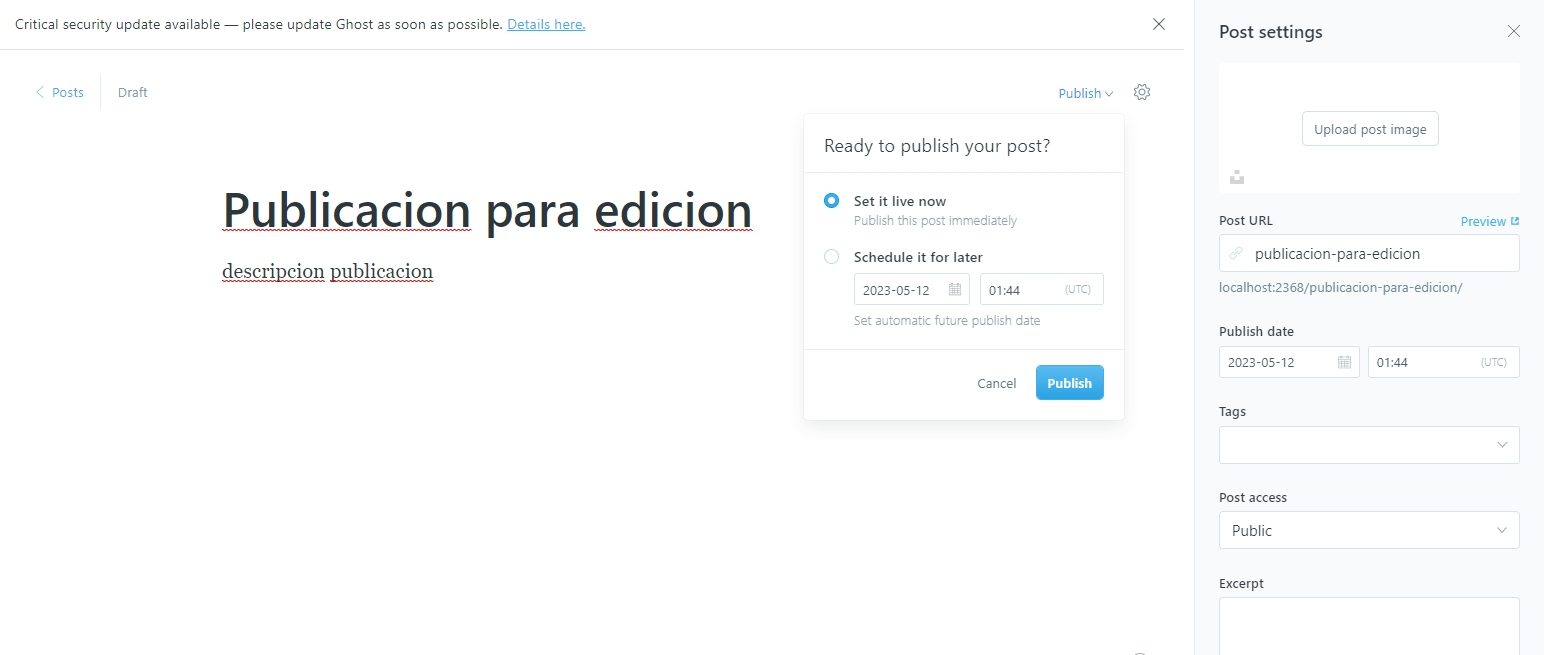 Critical security update available — please update Ghost as soon as possible. Details here.
Posts
Draft
Publish
Publicacion para edicion
descripcion publicacion
Ready to publish your post?
Set it live now
Publish this post immediately
Schedule it for later
2023-05-12
01:44
(UTC)
Set automatic future publish date
Cancel
Publish
Post settings
Upload post image
Post URL
Preview
publicacion-para-edicion
localhost:2368/publicacion-para-edicion/
Publish date
2023-05-12
01:44
(UTC)
Tags
Post access
Public
Excerpt